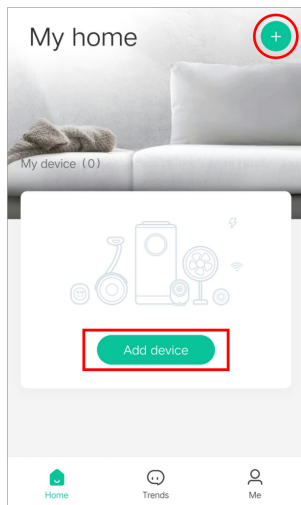 My home
+
My device (0)
Add device
Home
Trends
Me